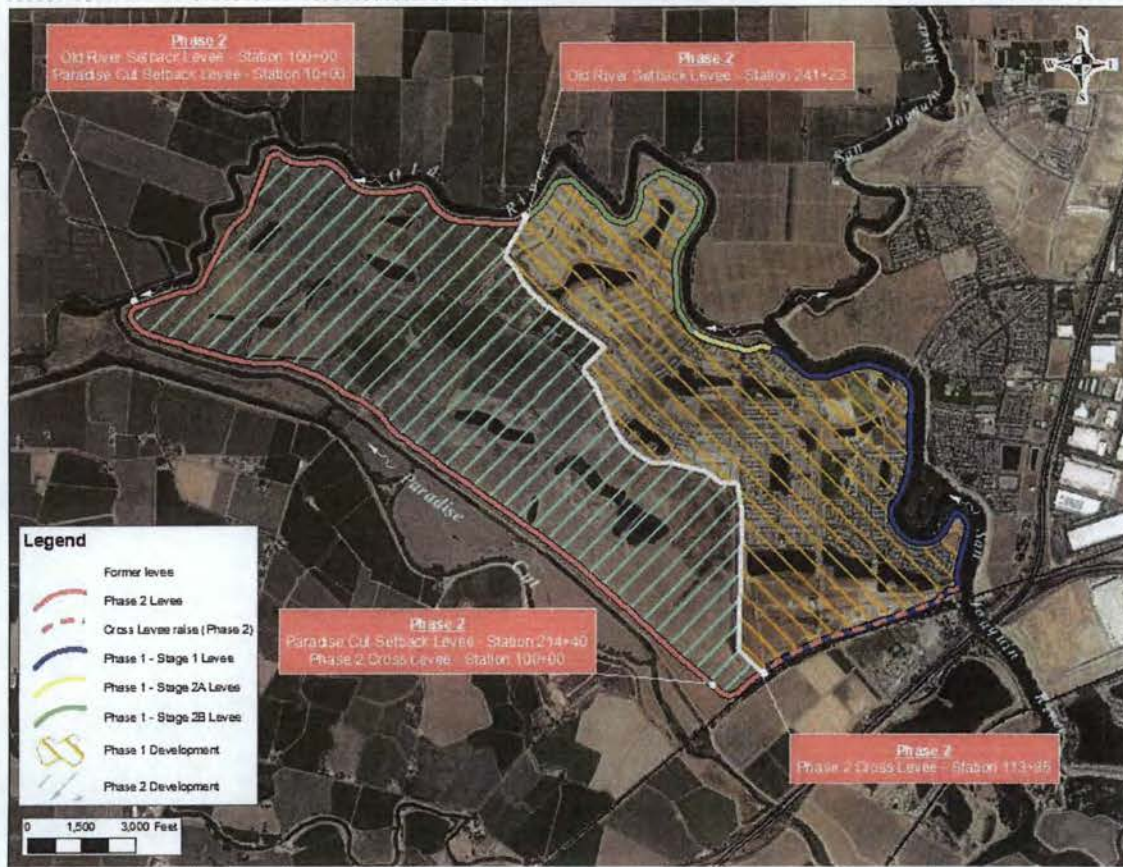 Phase 2
Old River Setback Levee - Station 100+00
Paradise Cut Setback Levee - Station 10+00
Phase 2
Old River Setback Levee - Station 241+23
N
W E
S
San Joaquin River
Old River
Paradise Cut
San Joaquin River
Phase 2
Paradise Cut Setback Levee - Station 214+40
Phase 2 Cross Levee - Station 100+00
Phase 2
Phase 2 Cross Levee - Station 113+95
Legend
Former levee
Phase 2 Levee
Cross Levee raise (Phase 2)
Phase 1 - Stage 1 Levee
Phase 1 - Stage 2A Levee
Phase 1 - Stage 2B Levee
Phase 1 Development
Phase 2 Development
0 1,500 3,000 Feet